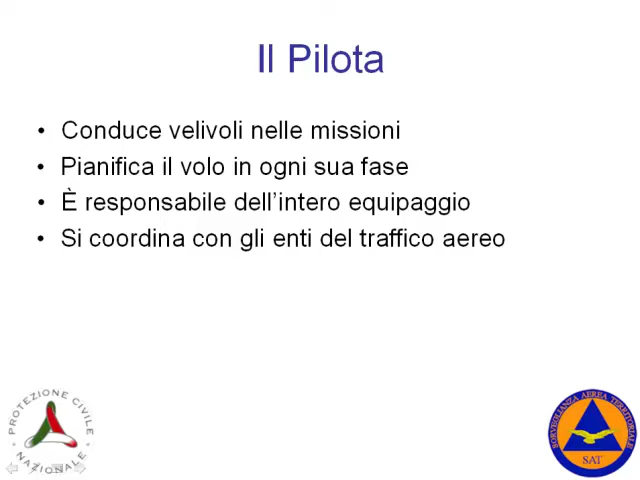 Il Pilota
• Conduce velivoli nelle missioni
• Pianifica il volo in ogni sua fase
• È responsabile dell'intero equipaggio
• Si coordina con gli enti del traffico aereo
PROTEZIONE CIVILE
NAZIONALE
SORVEGLIANZA AEREA TERRITORIALE
SAT